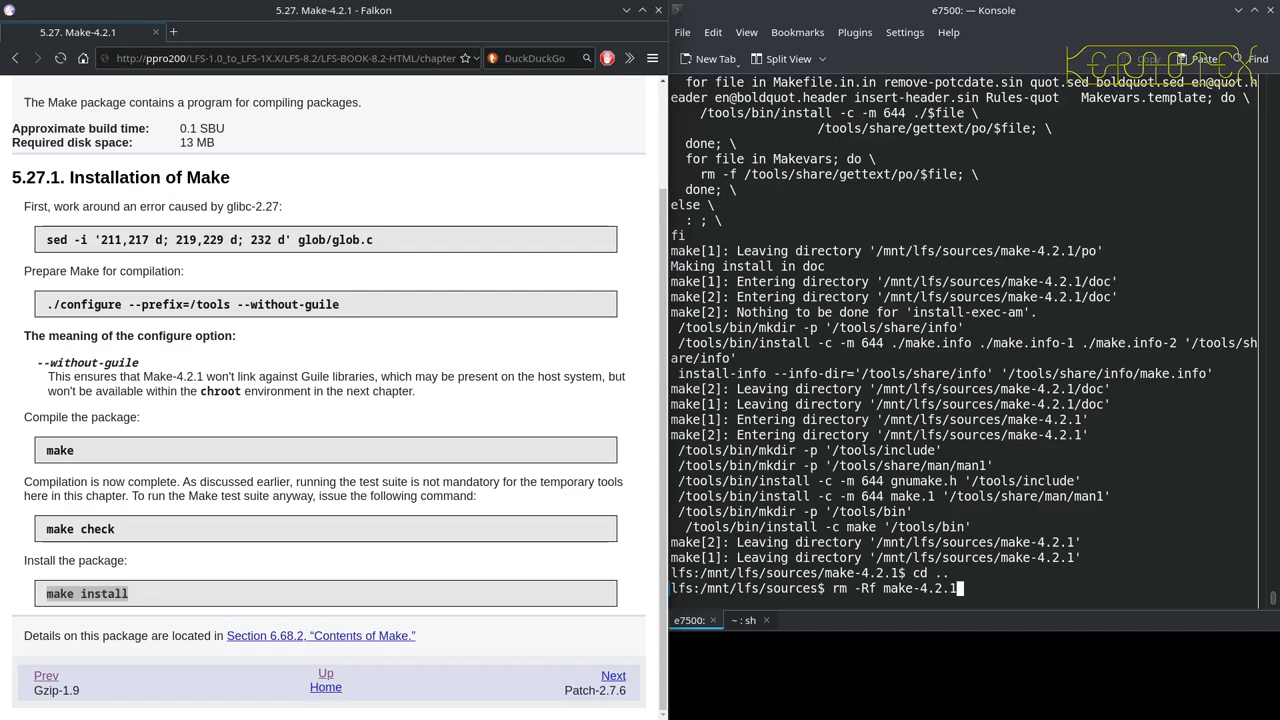 5.27. Make-4.2.1 - Falkon
5.27. Make-4.2.1
http://ppro200/LFS-1.0_to_LFS-1X.X/LFS-8.2/LFS-BOOK-8.2-HTML/chapter
DuckDuckGo
The Make package contains a program for compiling packages.
Approximate build time: 0.1 SBU
Required disk space: 13 MB
5.27.1. Installation of Make
First, work around an error caused by glibc-2.27:
sed -i '211,217 d; 219,229 d; 232 d' glob/glob.c
Prepare Make for compilation:
./configure --prefix=/tools --without-guile
The meaning of the configure option:
--without-guile
This ensures that Make-4.2.1 won't link against Guile libraries, which may be present on the host system, but
won't be available within the chroot environment in the next chapter.
Compile the package:
make
Compilation is now complete. As discussed earlier, running the test suite is not mandatory for the temporary tools
here in this chapter. To run the Make test suite anyway, issue the following command:
make check
Install the package:
make install
Details on this package are located in Section 6.68.2, “Contents of Make.”
Prev Up Next
Gzip-1.9 Home Patch-2.7.6
e7500: — Konsole
File Edit View Bookmarks Plugins Settings Help
New Tab Split View Copy Paste Find
for file in Makefile.in.in remove-potcdate.sin quot.sed boldquot.sed en@quot.h
eader en@boldquot.header insert-header.sin Rules-quot Makevars.template; do \
/tools/bin/install -c -m 644 ./$file \
/tools/share/gettext/po/$file; \
done; \
for file in Makevars; do \
rm -f /tools/share/gettext/po/$file; \
done; \
else \
: ; \
fi
make[1]: Leaving directory '/mnt/lfs/sources/make-4.2.1/po'
Making install in doc
make[1]: Entering directory '/mnt/lfs/sources/make-4.2.1/doc'
make[2]: Entering directory '/mnt/lfs/sources/make-4.2.1/doc'
make[2]: Nothing to be done for 'install-exec-am'.
/tools/bin/mkdir -p '/tools/share/info'
/tools/bin/install -c -m 644 ./make.info ./make.info-1 ./make.info-2 '/tools/sh
are/info'
install-info --info-dir='/tools/share/info' '/tools/share/info/make.info'
make[2]: Leaving directory '/mnt/lfs/sources/make-4.2.1/doc'
make[1]: Leaving directory '/mnt/lfs/sources/make-4.2.1/doc'
make[1]: Entering directory '/mnt/lfs/sources/make-4.2.1'
make[2]: Entering directory '/mnt/lfs/sources/make-4.2.1'
/tools/bin/mkdir -p '/tools/include'
/tools/bin/mkdir -p '/tools/share/man/man1'
/tools/bin/install -c -m 644 gnumake.h '/tools/include'
/tools/bin/install -c -m 644 make.1 '/tools/share/man/man1'
/tools/bin/mkdir -p '/tools/bin'
/tools/bin/install -c make '/tools/bin'
make[2]: Leaving directory '/mnt/lfs/sources/make-4.2.1'
make[1]: Leaving directory '/mnt/lfs/sources/make-4.2.1'
lfs:/mnt/lfs/sources/make-4.2.1$ cd ..
lfs:/mnt/lfs/sources$ rm -Rf make-4.2.1
e7500: ~ : sh